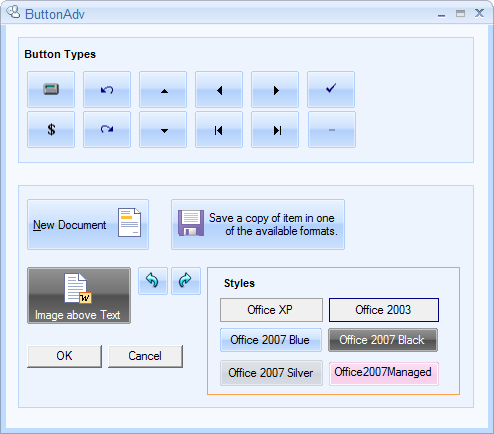 ButtonAdv
Button Types
$
New Document
Save a copy of item in one
of the available formats.
W
Image above Text
Styles
Office XP
Office 2003
Office 2007 Blue
Office 2007 Black
Office 2007 Silver
Office2007Managed
OK
Cancel